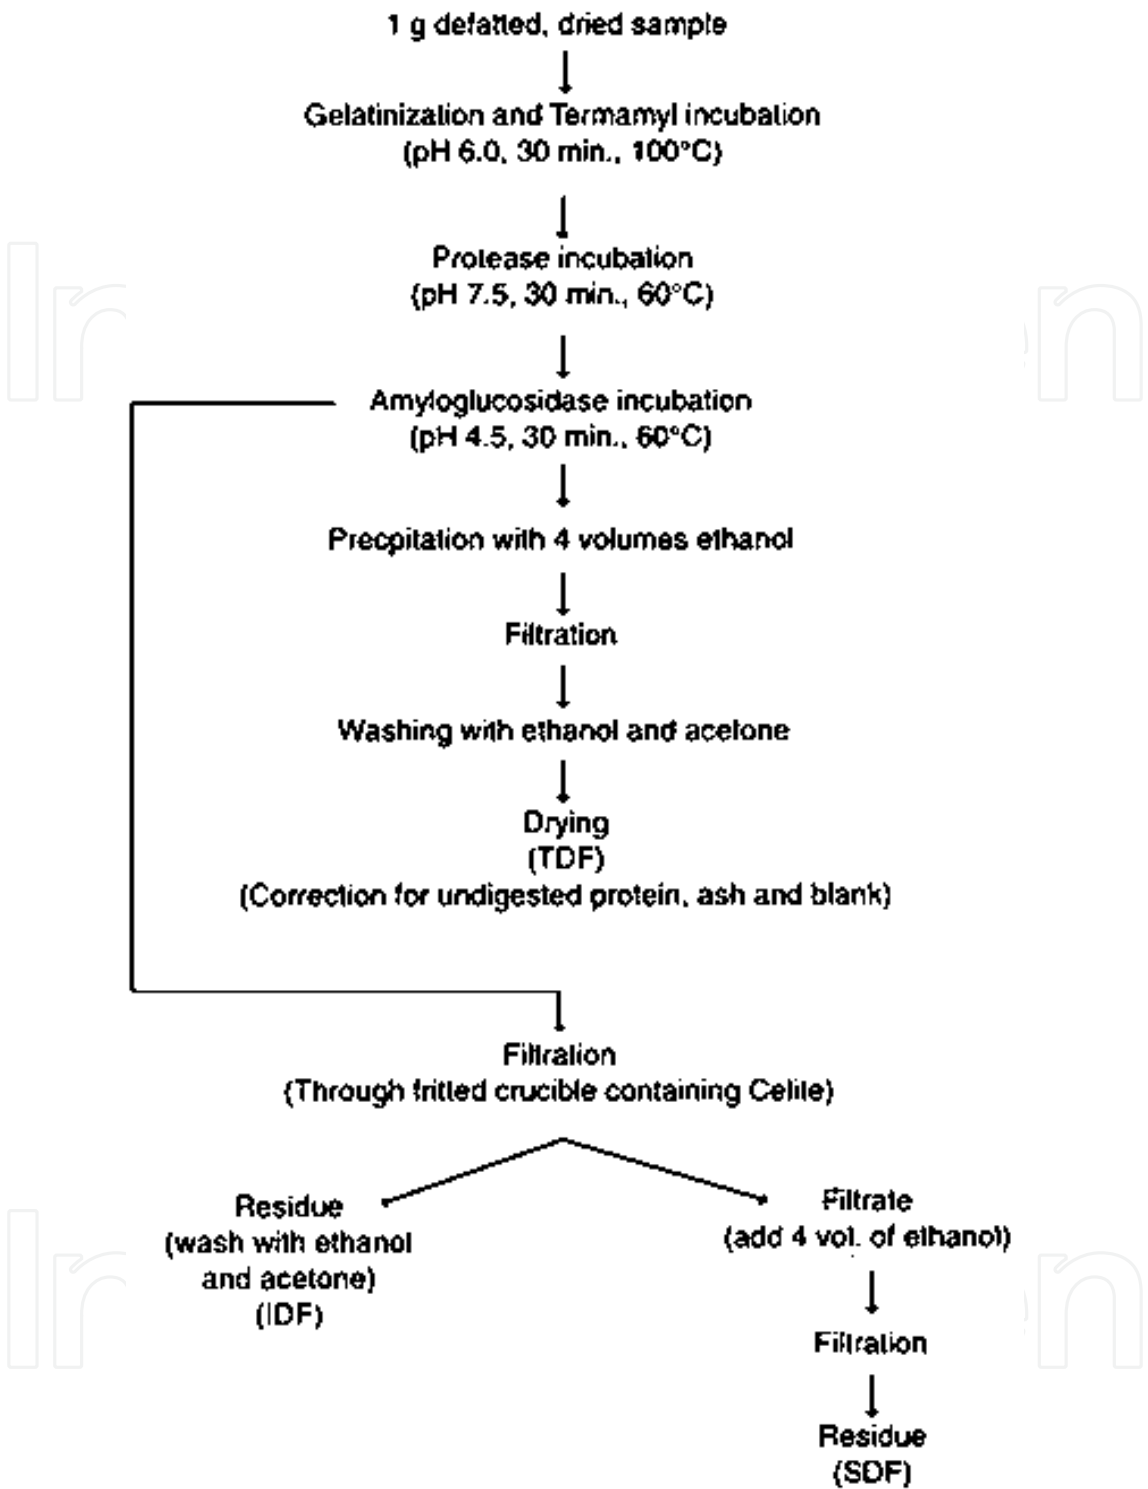 1 g defatted, dried sample
Gelatinization and Termamyl incubation
(pH 6.0, 30 min., 100°C)
Protease incubation
(pH 7.5, 30 min., 60°C)
Amyloglucosidase incubation
(pH 4.5, 30 min., 60°C)
Precpitation with 4 volumes ethanol
Filtration
Washing with ethanol and acetone
Drying
(TDF)
(Correction for undigested protein, ash and blank)
Filtration
(Through fritted crucible containing Celite)
Residue
(wash with ethanol
and acetone)
(IDF)
Filtrate
(add 4 vol. of ethanol)
Filtration
Residue
(SDF)